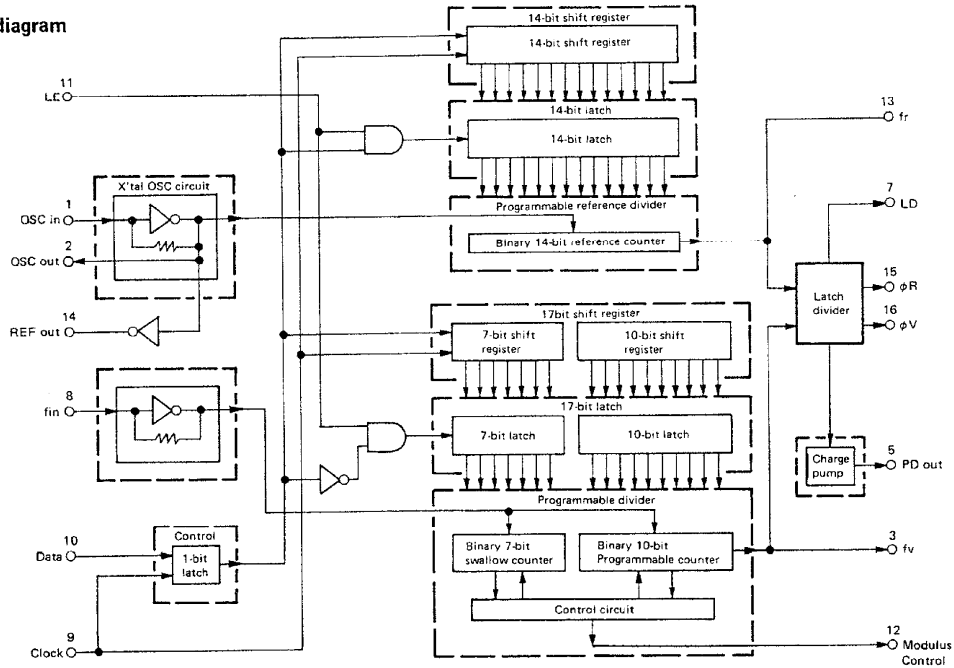 diagram
14-bit shift register
14-bit shift register
11
LE
14-bit latch
14-bit latch
13
fr
X'tal OSC circuit
1
OSC in
2
OSC out
Programmable reference divider
Binary 14-bit reference counter
7
LD
14
REF out
Latch
divider
15
φR
16
φV
17bit shift register
7-bit shift
register
10-bit shift
register
8
fin
17-bit latch
7-bit latch
10-bit latch
Charge
pump
5
PD out
Programmable divider
10
Data
Control
1-bit
latch
Binary 7-bit
swallow counter
Binary 10-bit
Programmable counter
3
fv
Control circuit
9
Clock
12
Modulus
Control